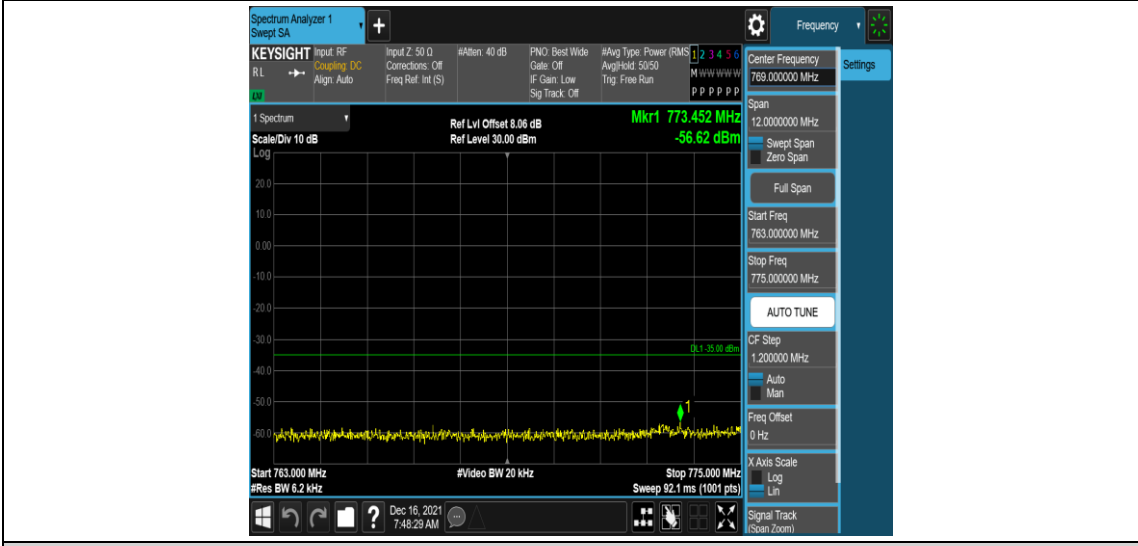 Spectrum Analyzer 1
Swept SA
+
Frequency
KEYSIGHT
Input: RF
Coupling: DC
Align: Auto
Input Z: 50 Ω
Corrections: Off
Freq Ref: Int (S)
#Atten: 40 dB
PNO: Best Wide
Gate: Off
IF Gain: Low
Sig Track: Off
#Avg Type: Power (RMS
Avg|Hold: 50/50
Trig: Free Run
1 2 3 4 5 6
M W W W W W
P P P P P P
R L
1 Spectrum
Scale/Div 10 dB
Log
Ref Lvl Offset 8.06 dB
Ref Level 30.00 dBm
Mkr1 773.452 MHz
-56.62 dBm
20.0
10.0
0.00
-10.0
-20.0
-30.0
-40.0
-50.0
-60.0
DL1 -35.00 dBm
1
Start 763.000 MHz
#Res BW 6.2 kHz
#Video BW 20 kHz
Stop 775.000 MHz
Sweep 92.1 ms (1001 pts)
?
Dec 16, 2021
7:48:29 AM
Center Frequency
769.000000 MHz
Settings
Span
12.0000000 MHz
Swept Span
Zero Span
Full Span
Start Freq
763.000000 MHz
Stop Freq
775.000000 MHz
AUTO TUNE
CF Step
1.200000 MHz
Auto
Man
Freq Offset
0 Hz
X Axis Scale
Log
Lin
Signal Track
(Span Zoom)